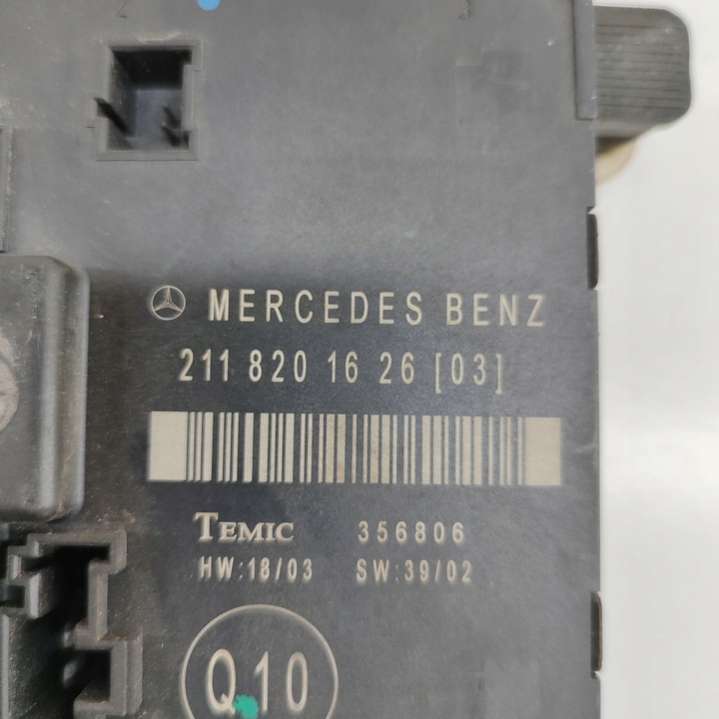 MERCEDES BENZ
211 820 16 26 [03]
TEMIC 356806
HW:18/03 SW:39/02
Q10